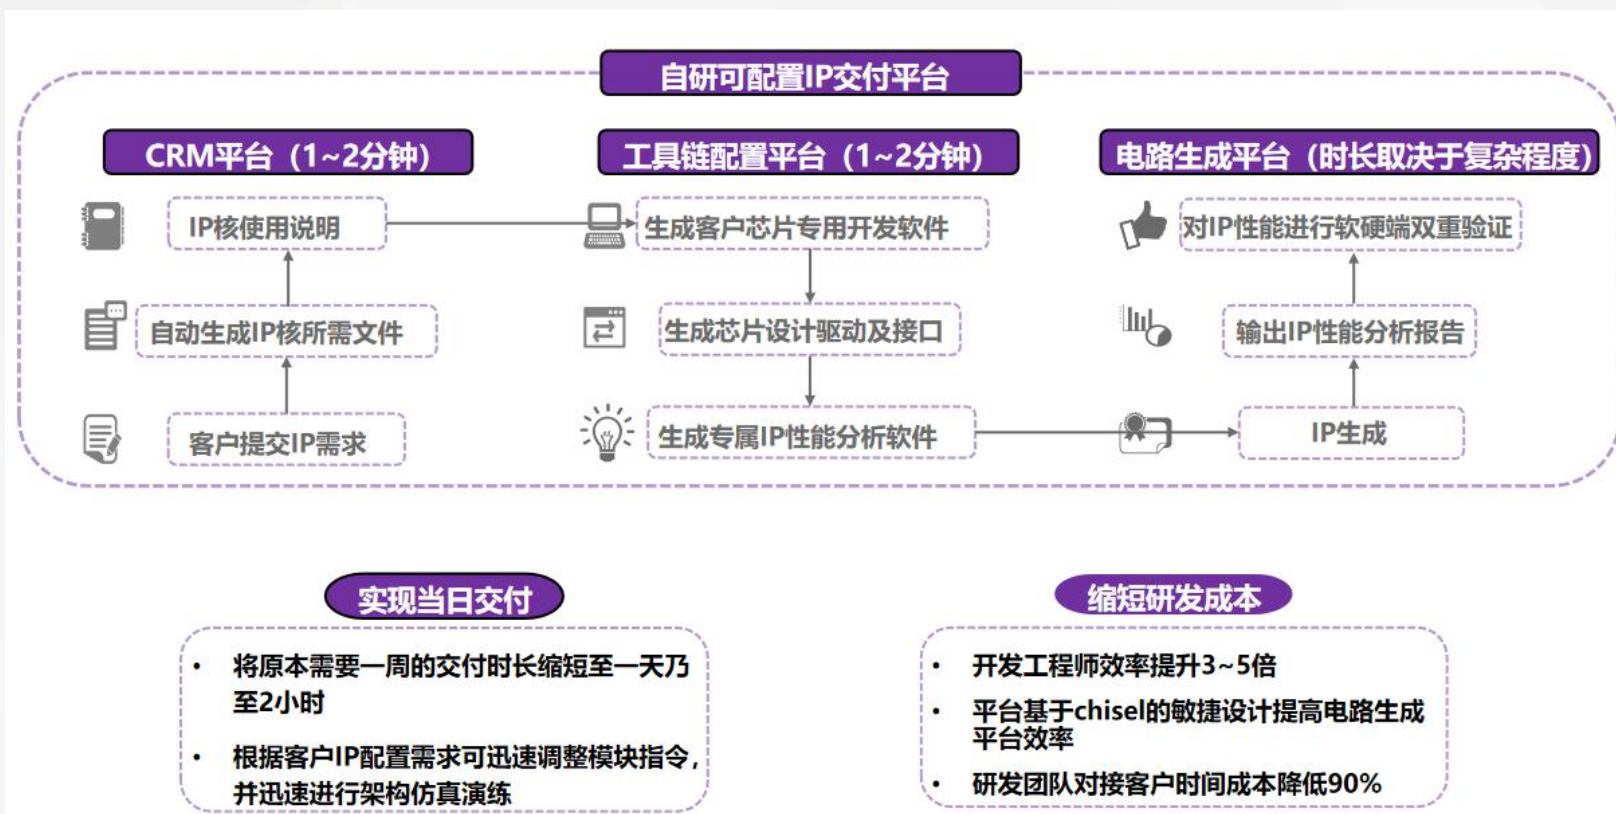 自研可配置IP交付平台
CRM平台（1~2分钟）
IP核使用说明
自动生成IP核所需文件
客户提交IP需求
工具链配置平台（1~2分钟）
生成客户芯片专用开发软件
生成芯片设计驱动及接口
生成专属IP性能分析软件
电路生成平台（时长取决于复杂程度）
对IP性能进行软硬端双重验证
输出IP性能分析报告
IP生成
实现当日交付
• 将原本需要一周的交付时长缩短至一天乃
至2小时
• 根据客户IP配置需求可迅速调整模块指令，
并迅速进行架构仿真演练
缩短研发成本
• 开发工程师效率提升3~5倍
• 平台基于chisel的敏捷设计提高电路生成
平台效率
• 研发团队对接客户时间成本降低90%